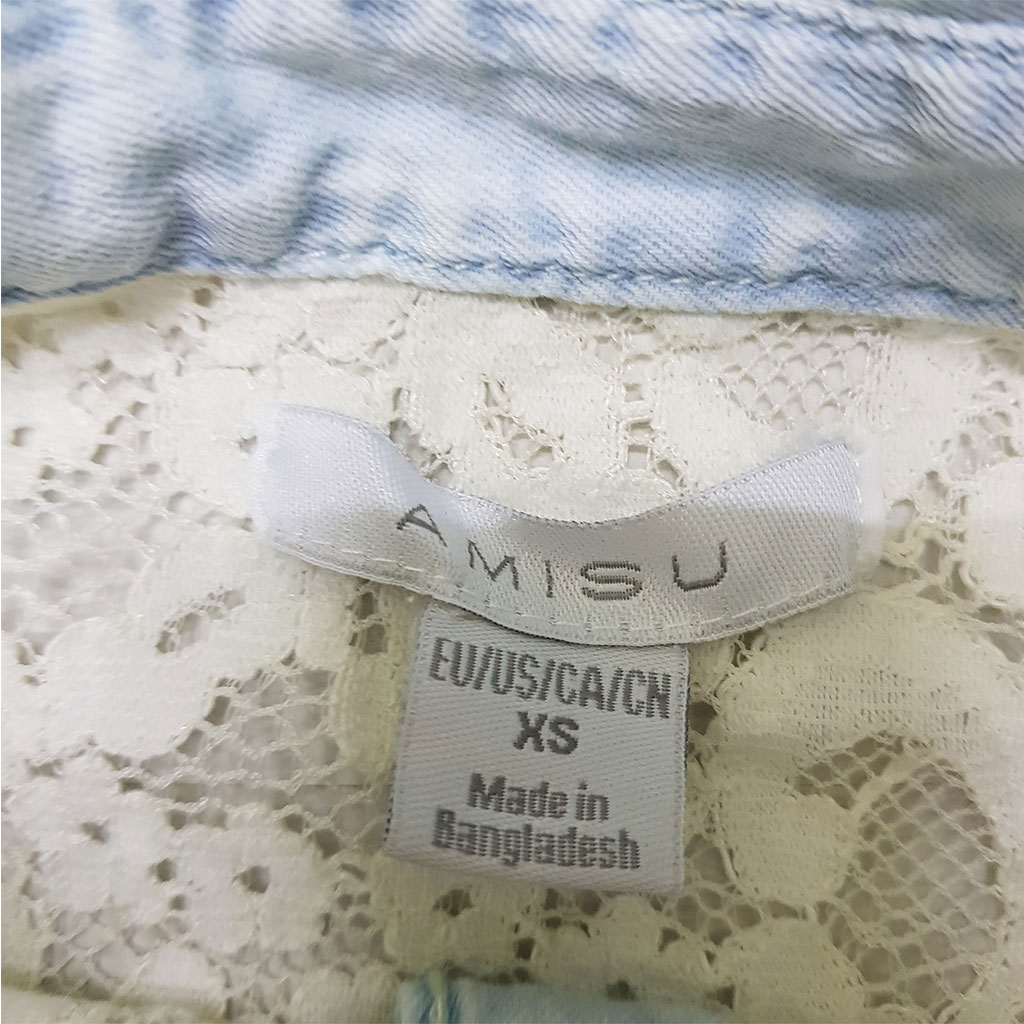 AMISU
EU/US/CA/CN
XS
Made in
Bangladesh